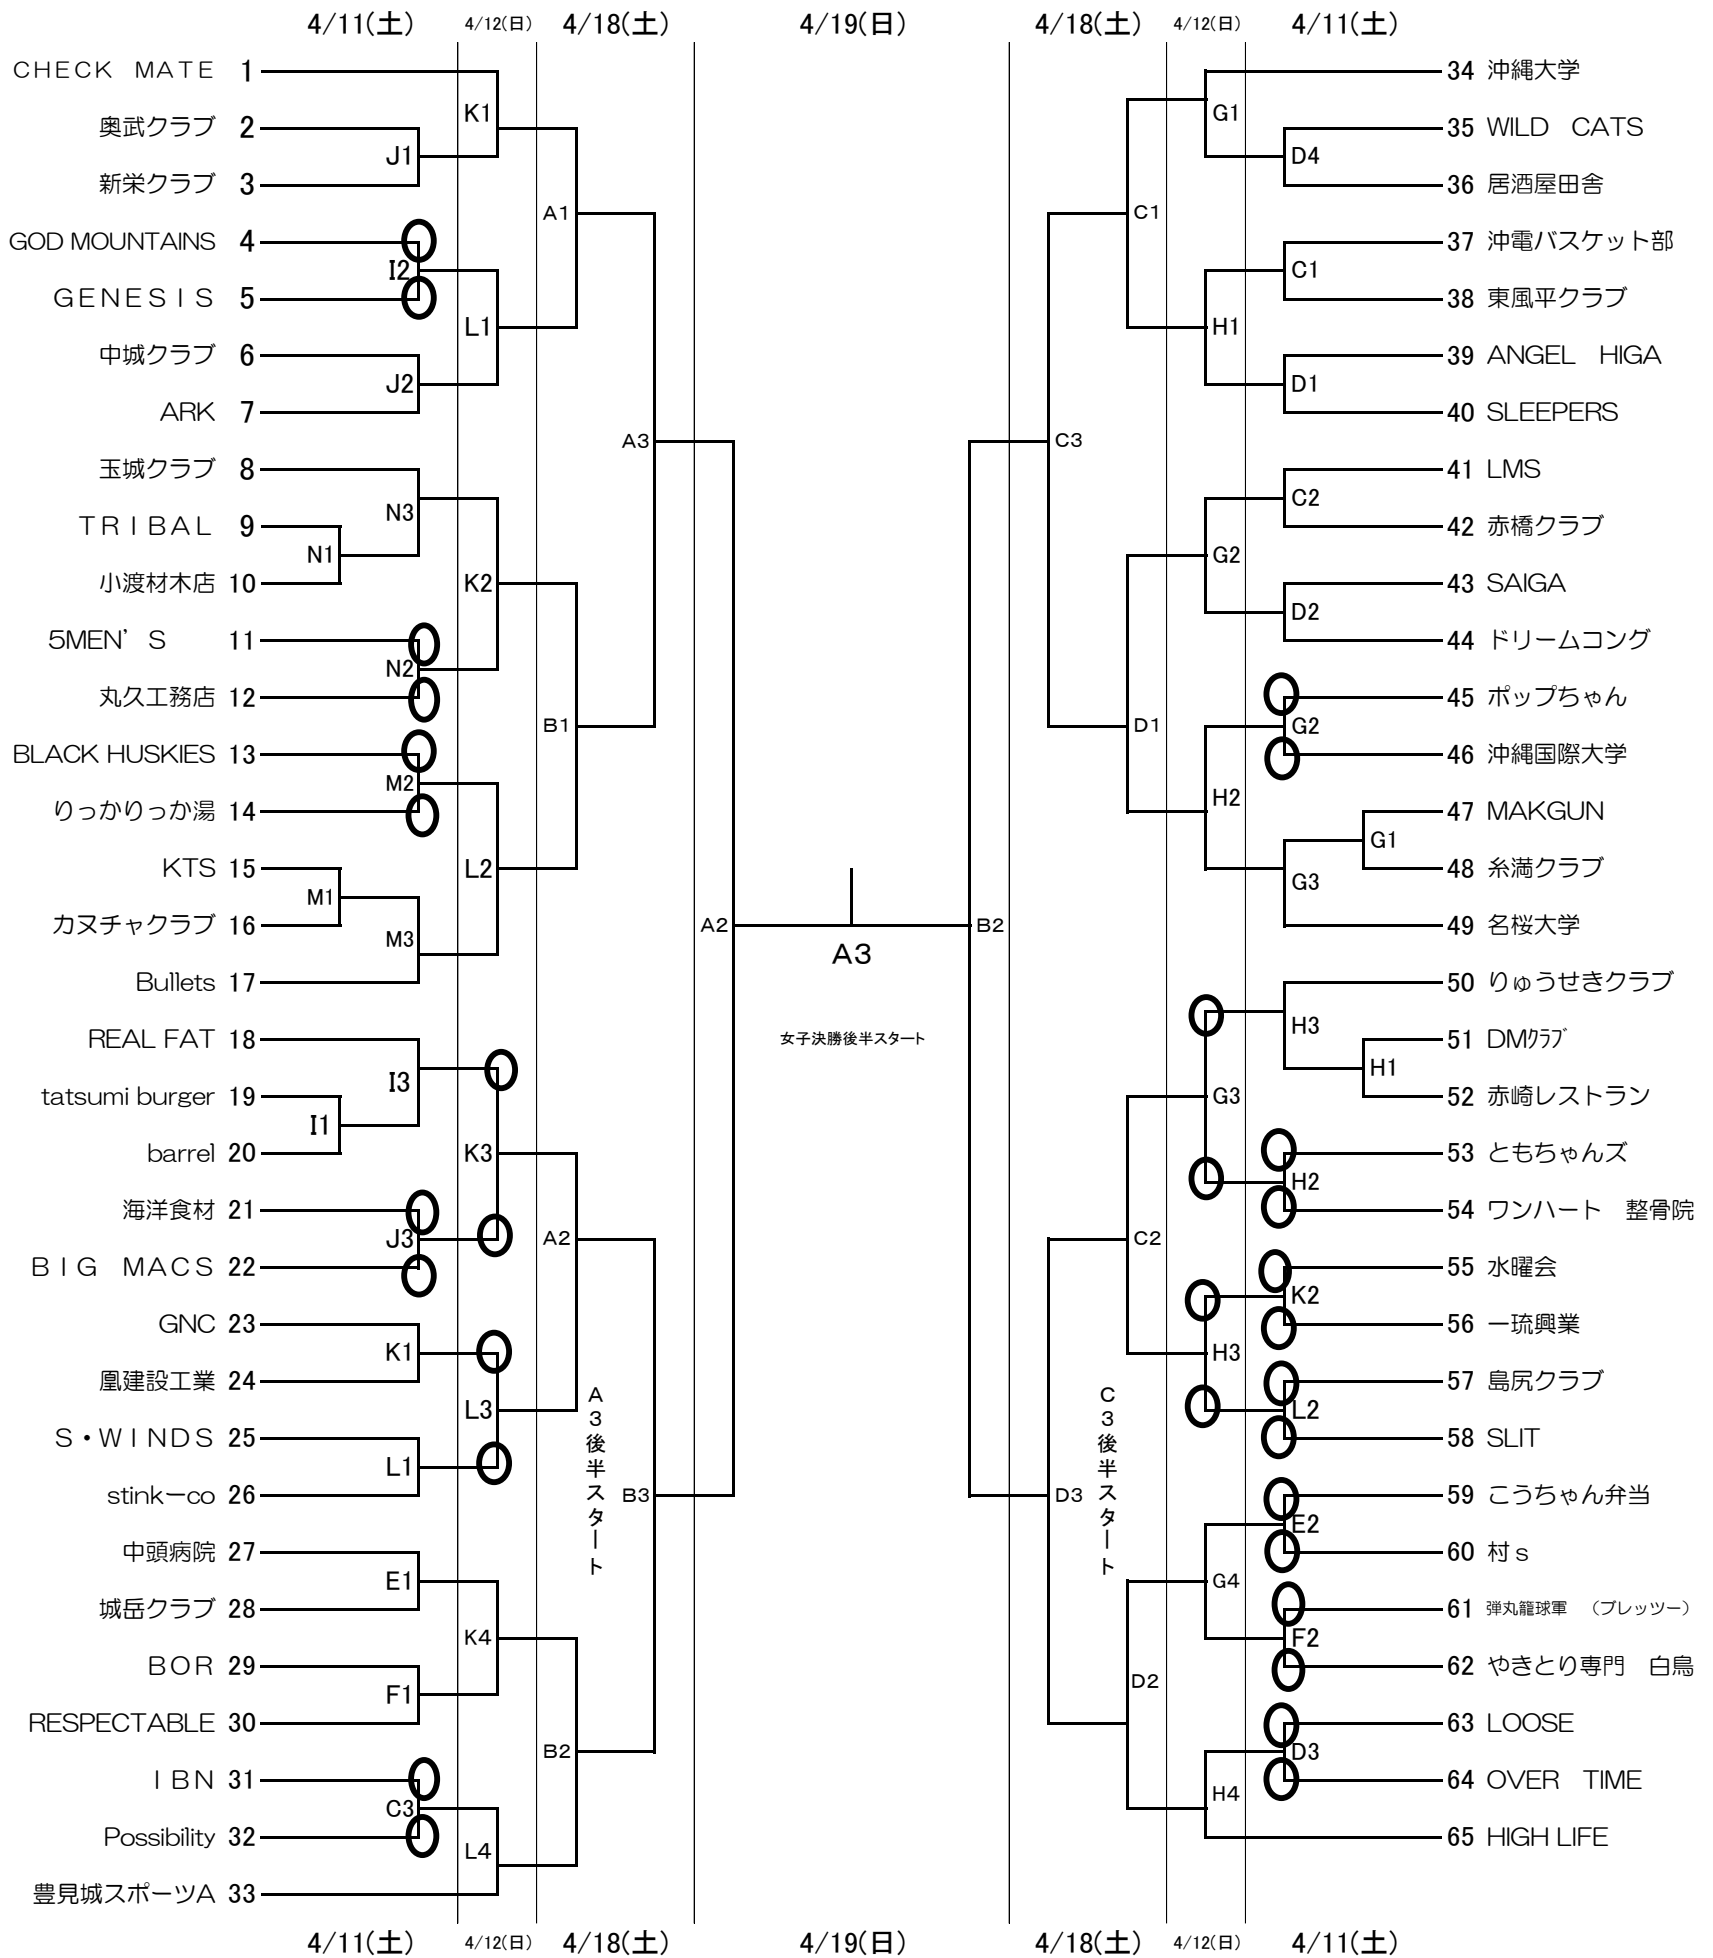 4/11(土) 4/12(日) 4/18(土) 4/19(日) 4/18(土) 4/12(日) 4/11(土)
CHECK MATE 1
奥武クラブ 2
新栄クラブ 3
GOD MOUNTAINS 4
GENESIS 5
中城クラブ 6
ARK 7
玉城クラブ 8
TRIBAL 9
小渡材木店 10
5MEN'S 11
丸久工務店 12
BLACK HUSKIES 13
りっかりっか湯 14
KTS 15
カヌチャクラブ 16
Bullets 17
REAL FAT 18
tatsumi burger 19
barrel 20
海洋食材 21
BIG MACS 22
GNC 23
凰建設工業 24
S・WINDS 25
stinkーco 26
中頭病院 27
城岳クラブ 28
BOR 29
RESPECTABLE 30
IBN 31
Possibility 32
豊見城スポーツA 33
N1
M1
I1
J1
I2
J2
N3
N2
M2
M3
I3
J3
K1
L1
E1
F1
C3
K1
L1
K2
L2
K3
L3
K4
L4
A1
B1
A2
B2
A3
B3
A3後半スタート
A2
A3
女子決勝後半スタート
B2
C3
D3
C3後半スタート
C1
D1
C2
D2
G1
H1
G2
H2
G3
H3
G4
H4
D4
C1
D1
C2
D2
G2
G3
H3
H2
K2
L2
E2
F2
D3
G1
H1
34 沖縄大学
35 WILD CATS
36 居酒屋田舎
37 沖電バスケット部
38 東風平クラブ
39 ANGEL HIGA
40 SLEEPERS
41 LMS
42 赤橋クラブ
43 SAIGA
44 ドリームコング
45 ポップちゃん
46 沖縄国際大学
47 MAKGUN
48 糸満クラブ
49 名桜大学
50 りゅうせきクラブ
51 DMクラブ
52 赤崎レストラン
53 ともちゃんズ
54 ワンハート 整骨院
55 水曜会
56 一琉興業
57 島尻クラブ
58 SLIT
59 こうちゃん弁当
60 村s
61 弾丸籠球軍 (ブレッツー)
62 やきとり専門 白鳥
63 LOOSE
64 OVER TIME
65 HIGH LIFE
4/11(土) 4/12(日) 4/18(土) 4/19(日) 4/18(土) 4/12(日) 4/11(土)